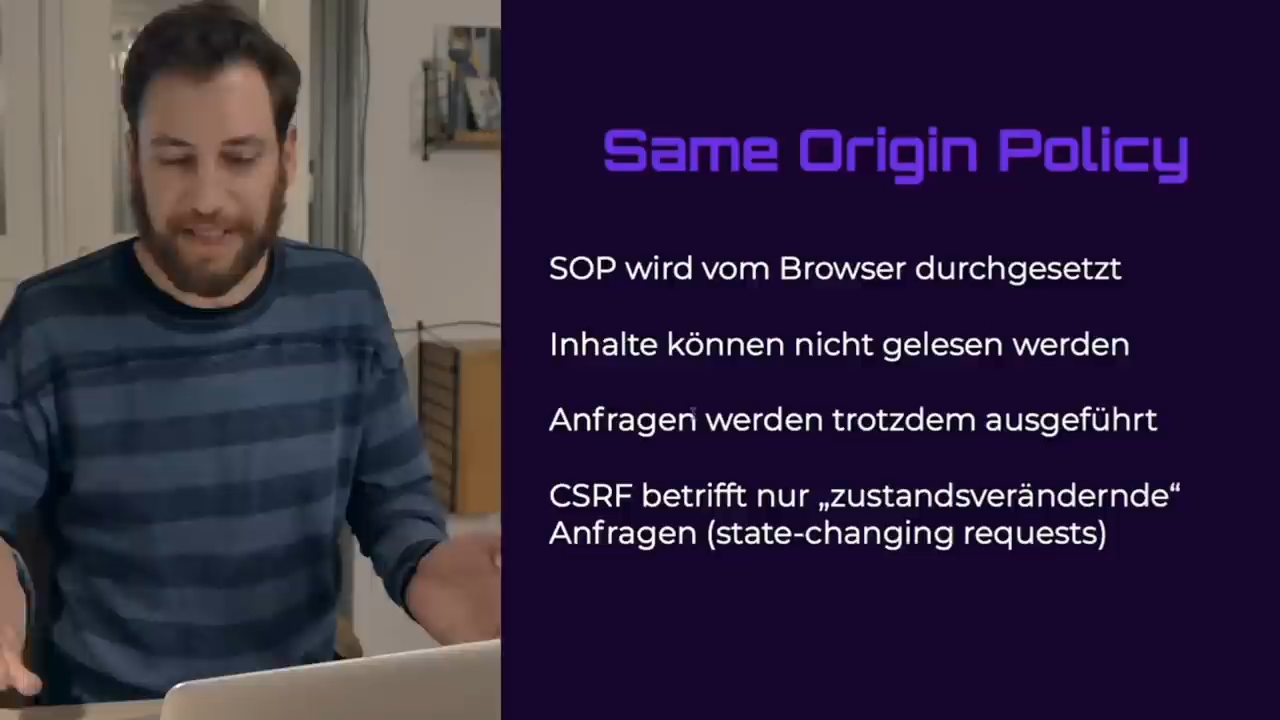 Same Origin Policy
SOP wird vom Browser durchgesetzt
Inhalte können nicht gelesen werden
Anfragen werden trotzdem ausgeführt
CSRF betrifft nur „zustandsverändernde“
Anfragen (state-changing requests)